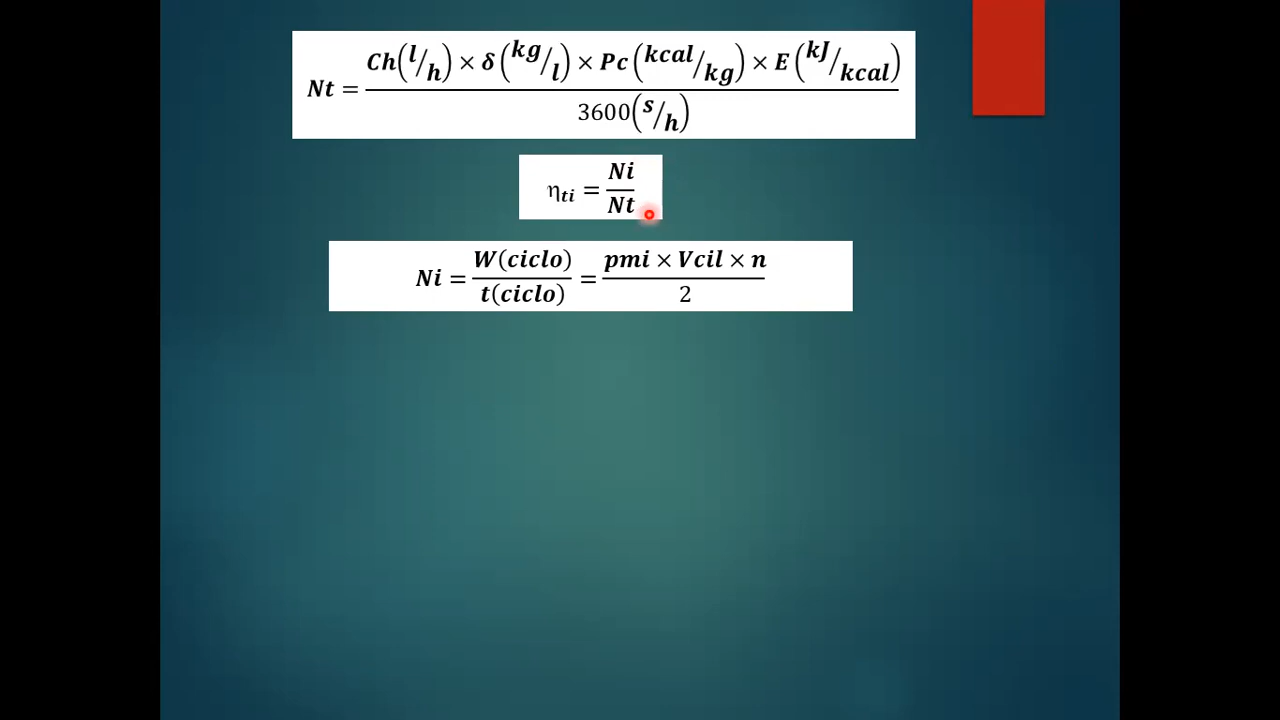 Nt = Ch(l/h) × δ(kg/l) × Pc(kcal/kg) × E(kJ/kcal) / 3600(s/h)
ηti = Ni / Nt
Ni = W(ciclo) / t(ciclo) = pmi × Vcil × n / 2